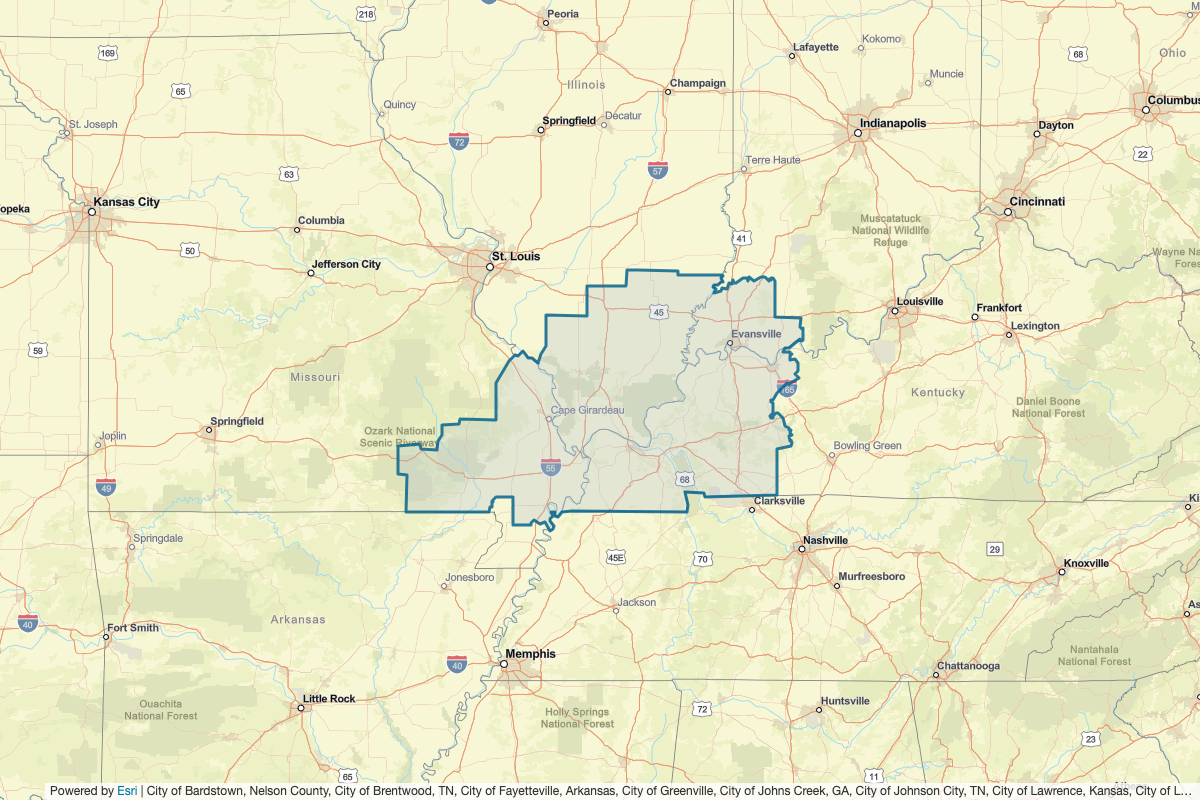 Peoria
218
Kokomo
Lafayette
169
68
Ohio
Muncie
Illinois
Champaign
65
Quincy
Columbus
Springfield
Decatur
St. Joseph
Indianapolis
Dayton
72
22
57
Terre Haute
63
Kansas City
opeka
Cincinnati
Columbia
Muscatatuck
National Wildlife
Refuge
41
50
Jefferson City
St. Louis
Wayne Na
Fores
Louisville
Frankfort
45
Lexington
Evansville
59
Missouri
65
Kentucky
Daniel Boone
National Forest
Cape Girardeau
Springfield
Ozark National
Scenic Riverway
Joplin
Bowling Green
55
68
49
Clarksville
Ki
Springdale
Nashville
45E
70
29
Knoxville
Jonesboro
Murfreesboro
Jackson
As
Arkansas
40
Fort Smith
Memphis
40
Nantahala
National Forest
Chattanooga
Little Rock
Huntsville
Ouachita
National Forest
Holly Springs
National Forest
72
23
65
11
Powered by Esri | City of Bardstown, Nelson County, City of Brentwood, TN, City of Fayetteville, Arkansas, City of Greenville, City of Johns Creek, GA, City of Johnson City, TN, City of Lawrence, Kansas, City of L...